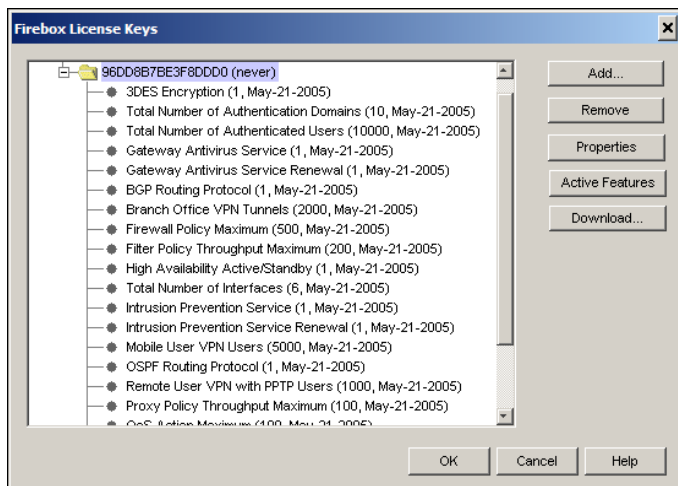 Firebox License Keys
96DD8B7BE3F8DDD0 (never)
3DES Encryption (1, May-21-2005)
Total Number of Authentication Domains (10, May-21-2005)
Total Number of Authenticated Users (10000, May-21-2005)
Gateway Antivirus Service (1, May-21-2005)
Gateway Antivirus Service Renewal (1, May-21-2005)
BGP Routing Protocol (1, May-21-2005)
Branch Office VPN Tunnels (2000, May-21-2005)
Firewall Policy Maximum (500, May-21-2005)
Filter Policy Throughput Maximum (200, May-21-2005)
High Availability Active/Standby (1, May-21-2005)
Total Number of Interfaces (6, May-21-2005)
Intrusion Prevention Service (1, May-21-2005)
Intrusion Prevention Service Renewal (1, May-21-2005)
Mobile User VPN Users (5000, May-21-2005)
OSPF Routing Protocol (1, May-21-2005)
Remote User VPN with PPTP Users (1000, May-21-2005)
Proxy Policy Throughput Maximum (100, May-21-2005)
QoS Action Maximum (100, May-21-2005)
Add...
Remove
Properties
Active Features
Download...
OK
Cancel
Help